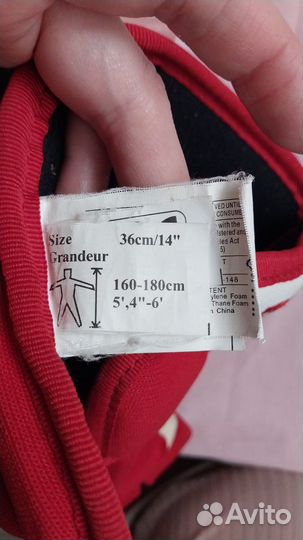 Size 36cm/14"
Grandeur
160-180cm
5',4"-6'
VED UNTIL
CONSUME
with the
tered and
les Act
5)
T
148
TENT
ylene Foam
Thane Foam
n China
Avito